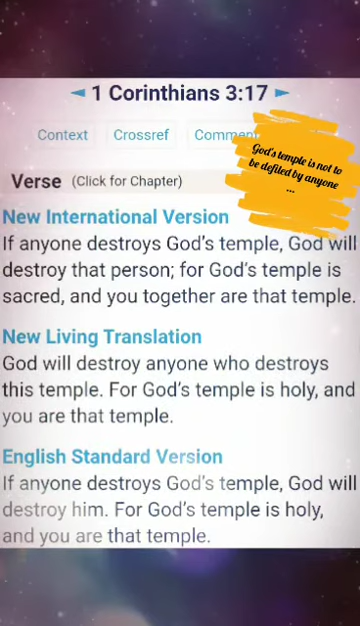 ◄ 1 Corinthians 3:17 ►
Context Crossref Comment
God's temple is not to
be defiled by anyone
...
Verse (Click for Chapter)
New International Version
If anyone destroys God's temple, God will
destroy that person; for God's temple is
sacred, and you together are that temple.
New Living Translation
God will destroy anyone who destroys
this temple. For God's temple is holy, and
you are that temple.
English Standard Version
If anyone destroys God's temple, God will
destroy him. For God's temple is holy,
and you are that temple.